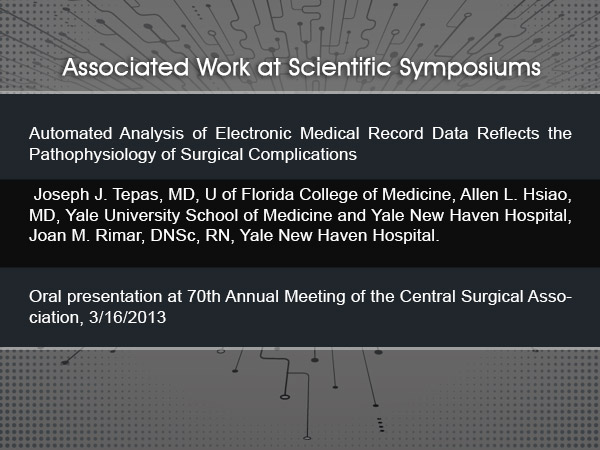 Associated Work at Scientific Symposiums
Automated Analysis of Electronic Medical Record Data Reflects the
Pathophysiology of Surgical Complications
Joseph J. Tepas, MD, U of Florida College of Medicine, Allen L. Hsiao,
MD, Yale University School of Medicine and Yale New Haven Hospital,
Joan M. Rimar, DNSc, RN, Yale New Haven Hospital.
Oral presentation at 70th Annual Meeting of the Central Surgical Asso-
ciation, 3/16/2013